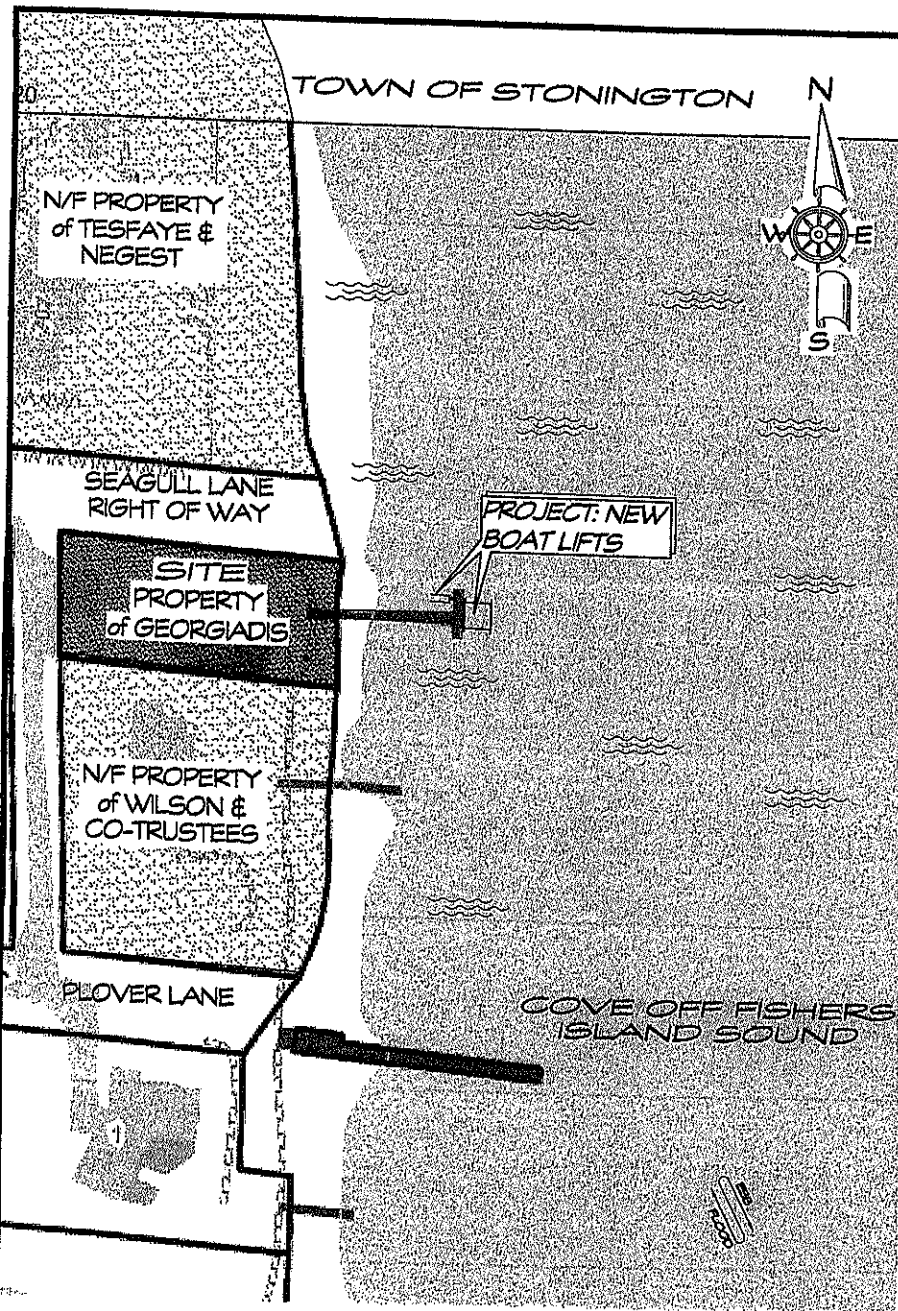 TOWN OF STONINGTON
N
W
E
S
20
N/F PROPERTY
of TESFAYE &
NEGEST
SEAGULL LANE
RIGHT OF WAY
PROJECT: NEW
BOAT LIFTS
SITE
PROPERTY
of GEORGIADIS
N/F PROPERTY
of WILSON &
CO-TRUSTEES
PLOVER LANE
COVE OFF FISHERS
ISLAND SOUND
EBB
FLOOD